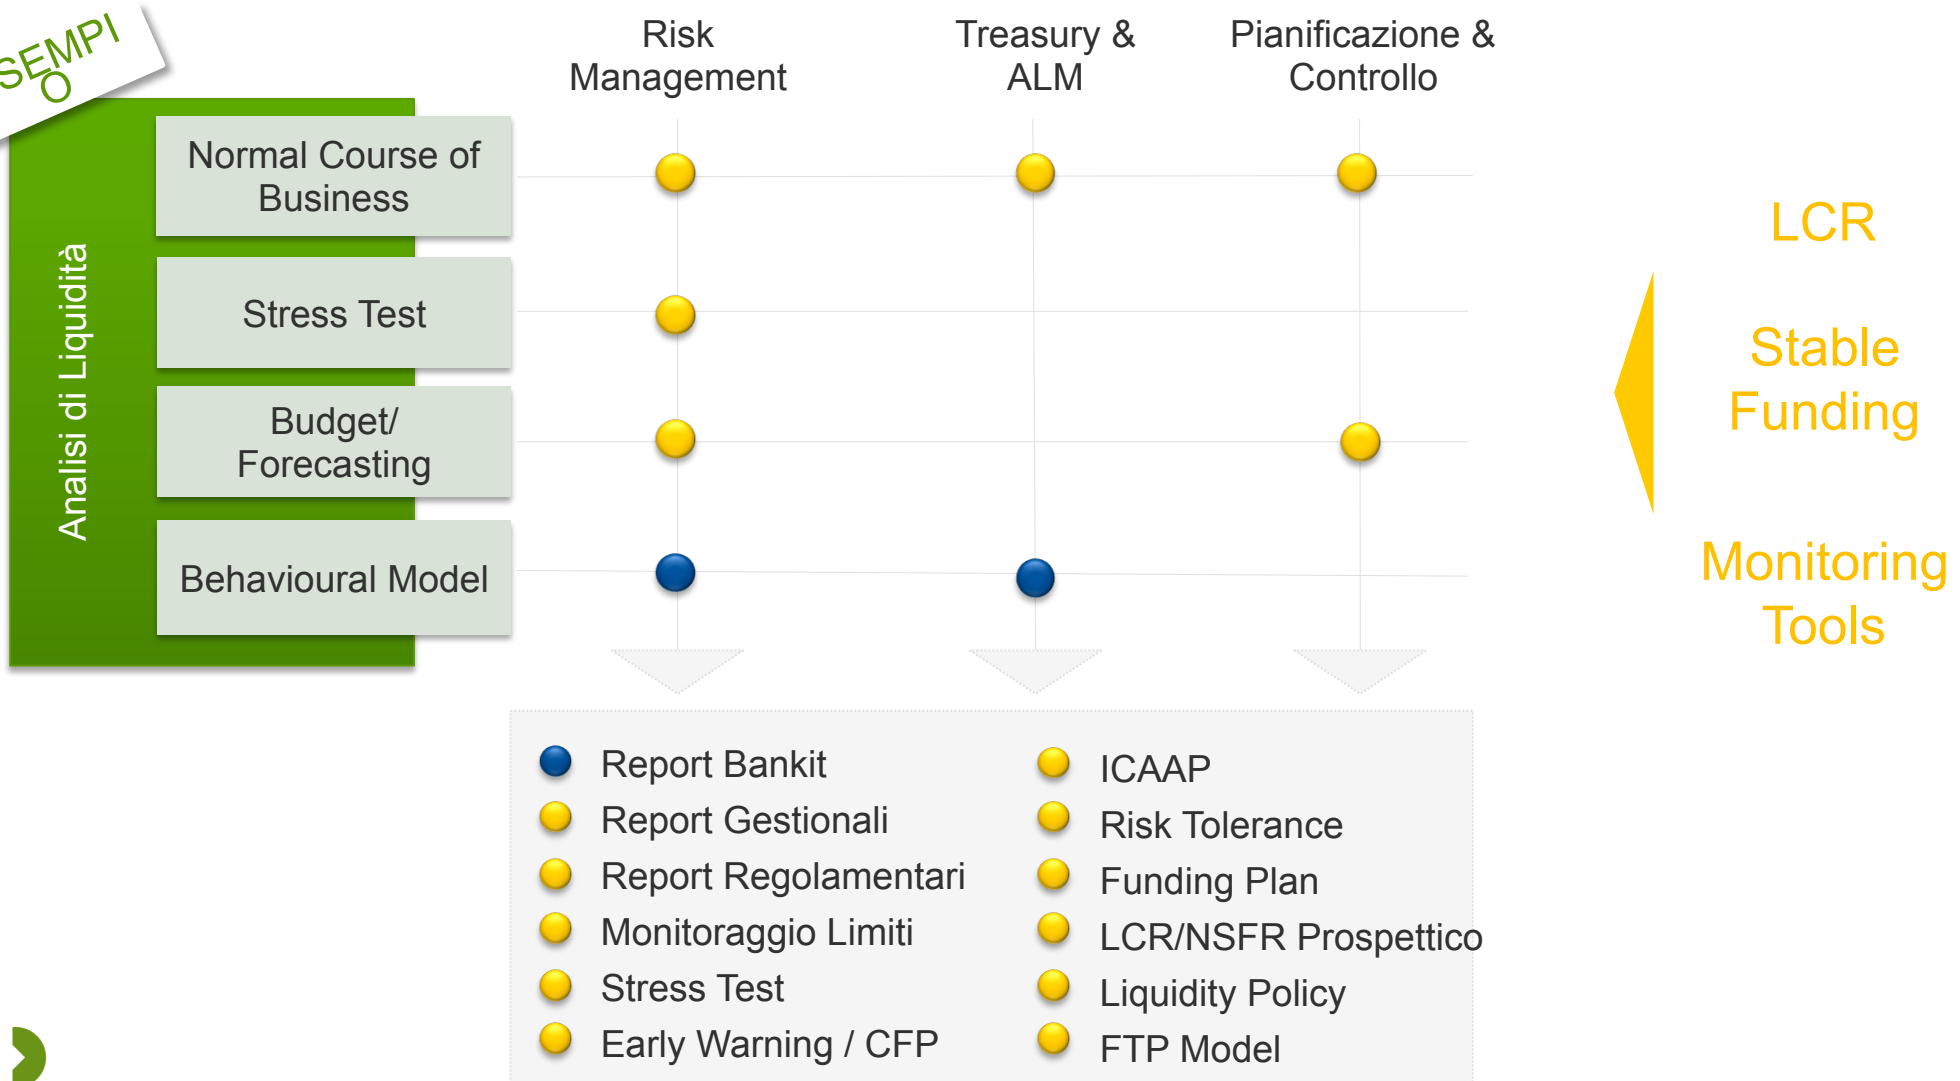 SEMPI
O
Risk
Management
Treasury &
ALM
Pianificazione &
Controllo
Analisi di Liquidità
Normal Course of
Business
Stress Test
Budget/
Forecasting
Behavioural Model
LCR
Stable
Funding
Monitoring
Tools
Report Bankit
Report Gestionali
Report Regolamentari
Monitoraggio Limiti
Stress Test
Early Warning / CFP
ICAAP
Risk Tolerance
Funding Plan
LCR/NSFR Prospettico
Liquidity Policy
FTP Model